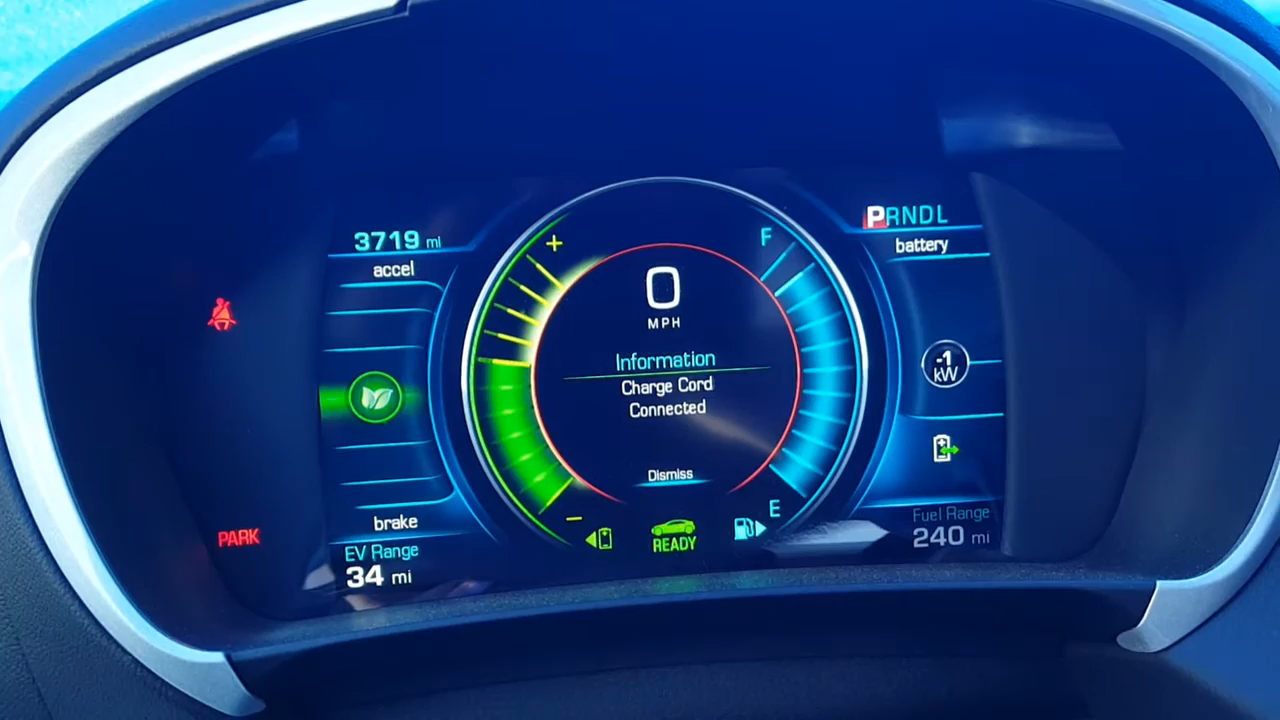 3719 mi
accel
brake
EV Range
34 mi
PARK
+
F
0
MPH
Information
Charge Cord
Connected
Dismiss
−
E
READY
PRNDL
battery
-1
kW
Fuel Range
240 mi